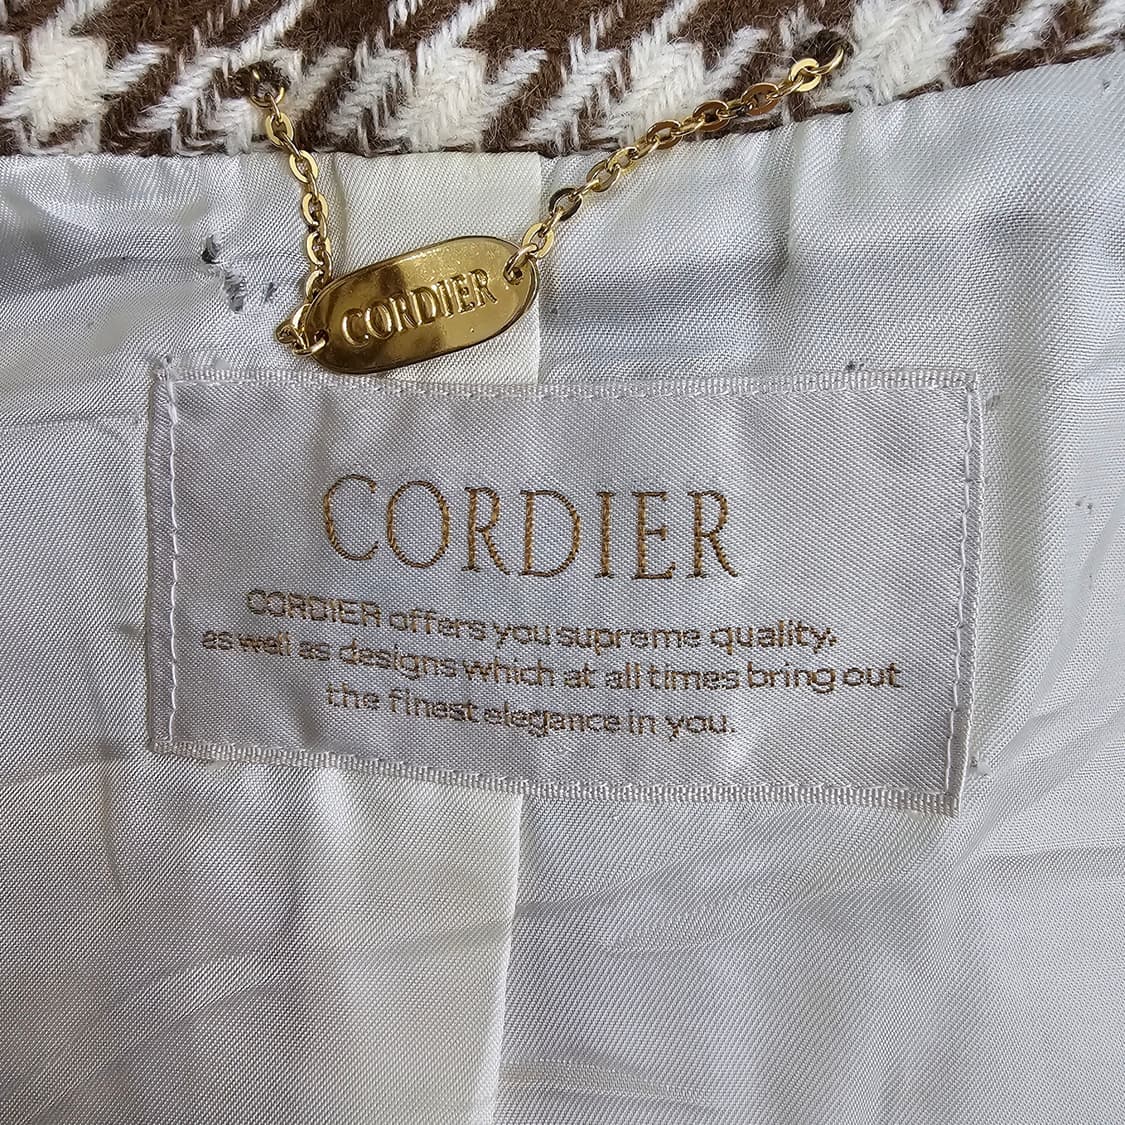 CORDIER
CORDIER
CORDIER offers you supreme quality,
as well as designs which at all times bring out
the finest elegance in you.